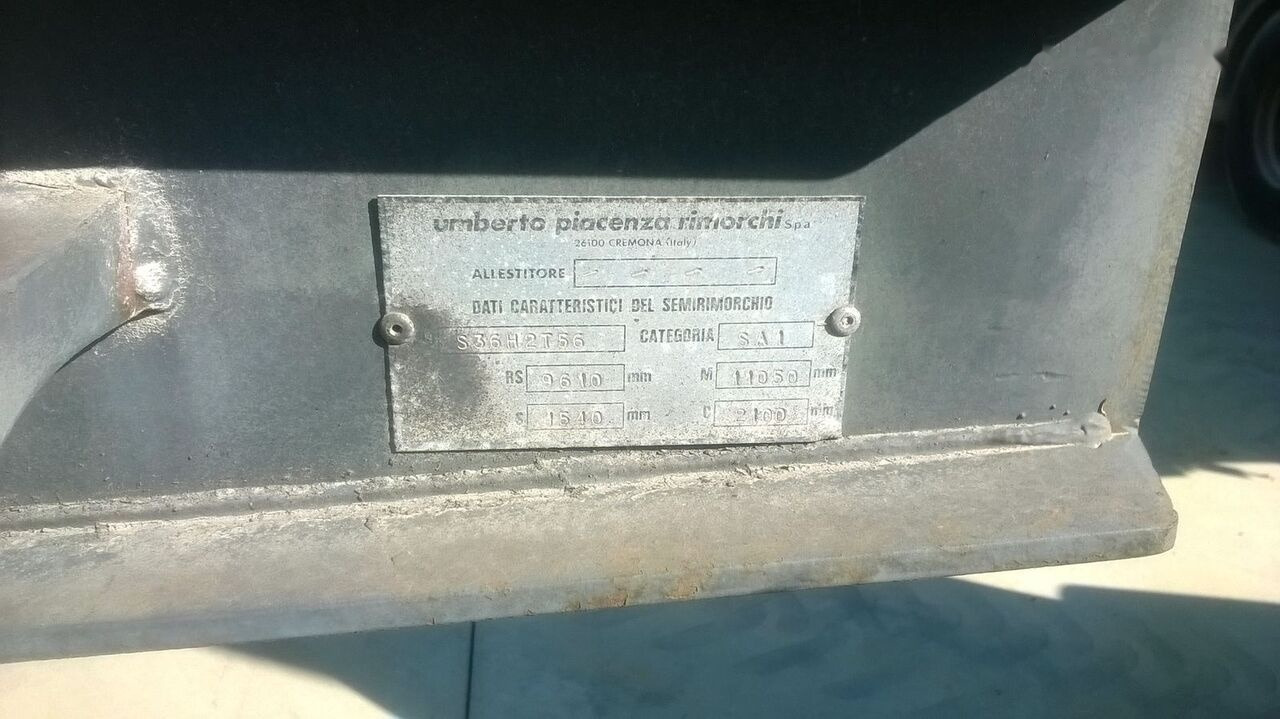 umberto piacenza rimorchi Spa
26100 CREMONA (Italy)
ALLESTITORE - - - -
DATI CARATTERISTICI DEL SEMIRIMORCHIO
S36H2T56 CATEGORIA SA1
RS 9610 mm M 11050 mm
S 1540 mm C 2100 mm